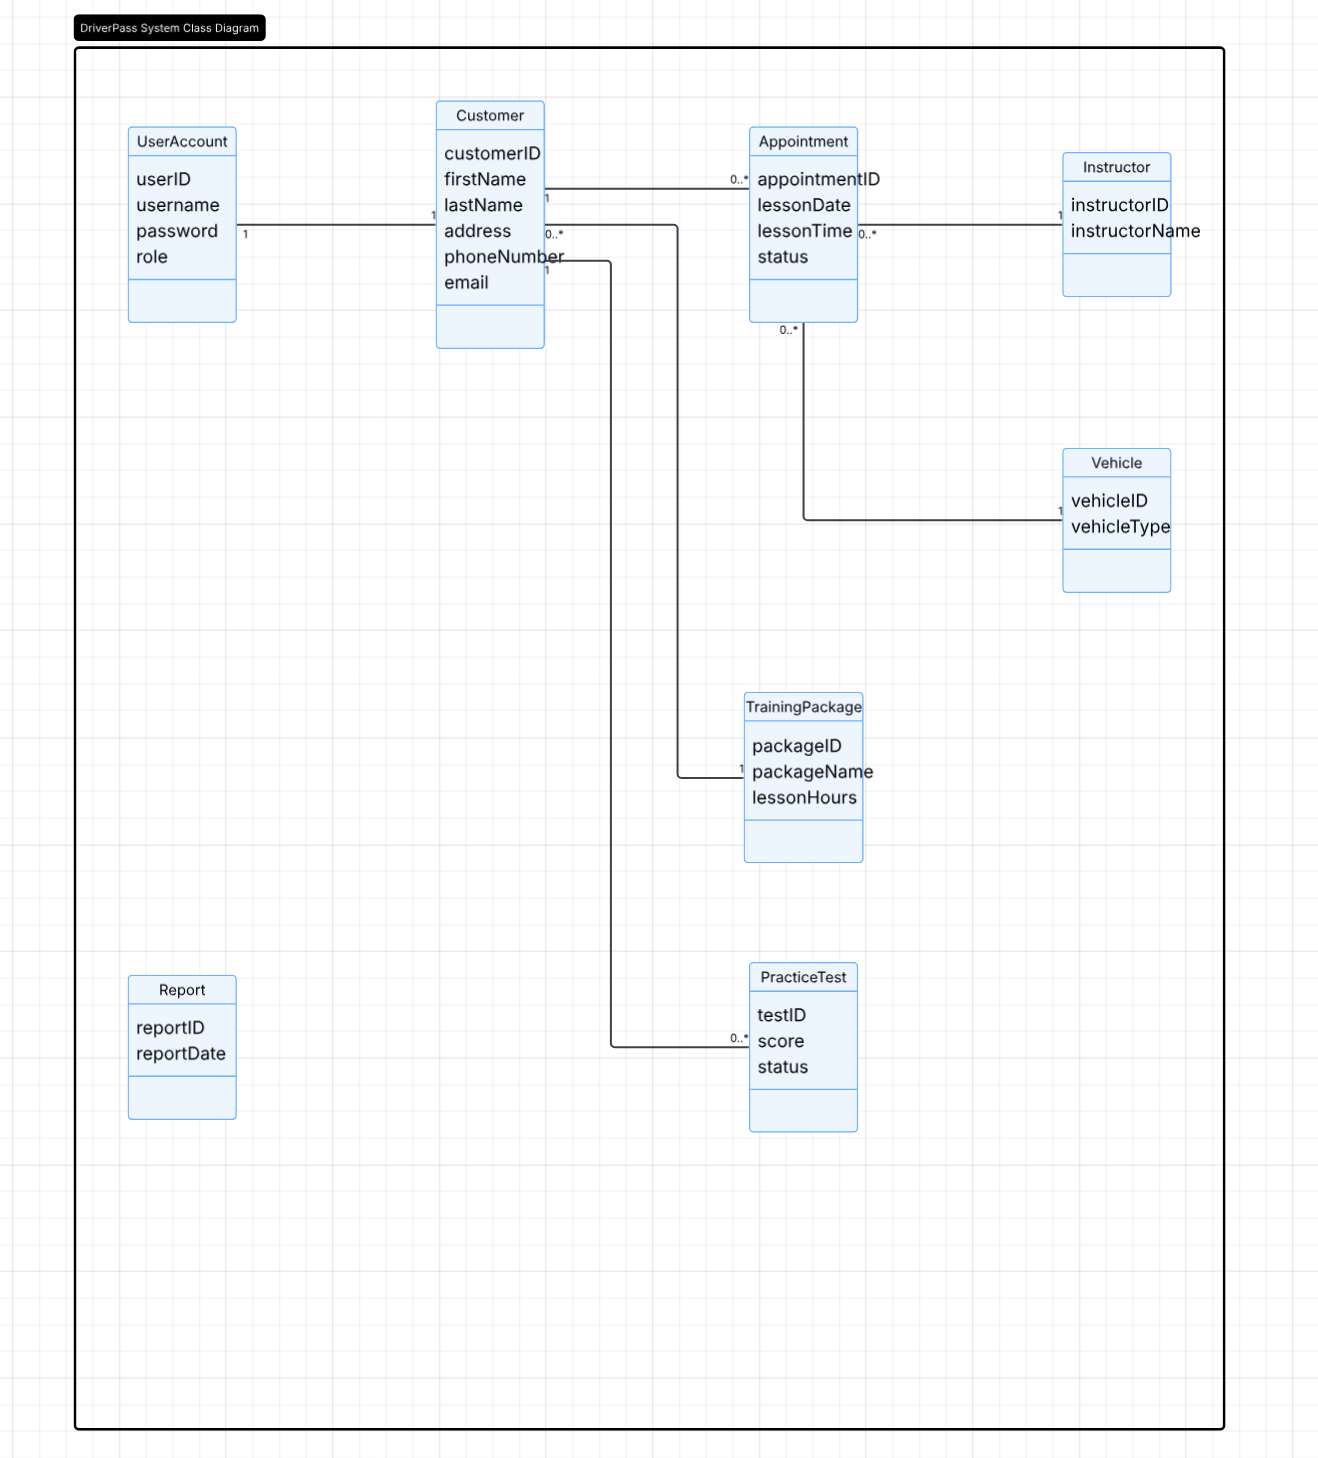 DriverPass System Class Diagram
UserAccount
userID
username
password
role
1
1
Customer
customerID
firstName
lastName
address
phoneNumber
email
1
0..*
1
0..*
Appointment
appointmentID
lessonDate
lessonTime
status
0..*
0..*
1
Instructor
instructorID
instructorName
1
Vehicle
vehicleID
vehicleType
1
TrainingPackage
packageID
packageName
lessonHours
Report
reportID
reportDate
0..*
PracticeTest
testID
score
status